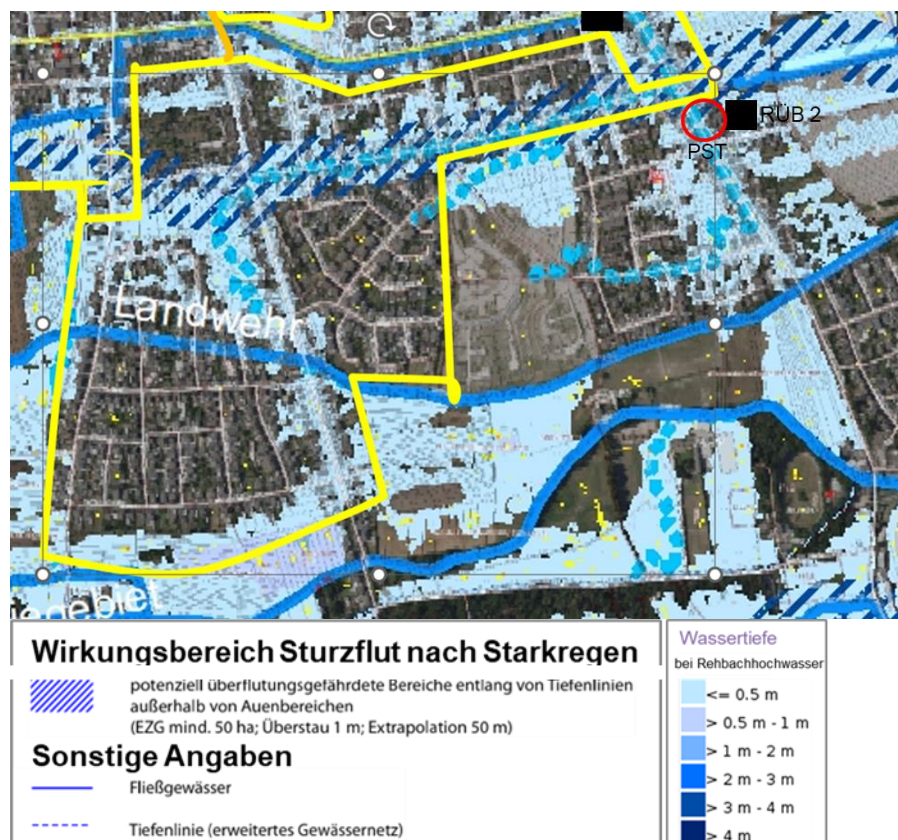 RÜB 2
PST
Landwehr
iegebiet
Wirkungsbereich Sturzflut nach Starkregen
potenziell überflutungsgefährdete Bereiche entlang von Tiefenlinien
außerhalb von Auenbereichen
(EZG mind. 50 ha; Überstau 1 m; Extrapolation 50 m)
Sonstige Angaben
Fließgewässer
Tiefenlinie (erweitertes Gewässernetz)
Wassertiefe
bei Rehbachhochwasser
<= 0.5 m
> 0.5 m - 1 m
> 1 m - 2 m
> 2 m - 3 m
> 3 m - 4 m
> 4 m